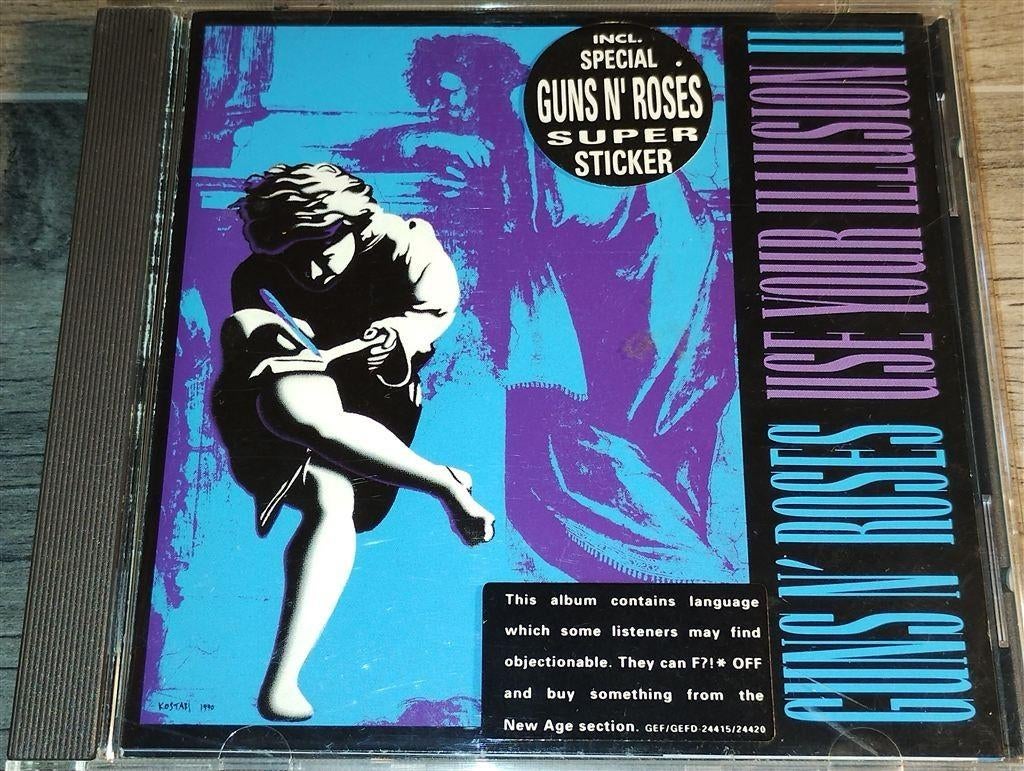 INCL.
SPECIAL
GUNS N' ROSES
SUPER
STICKER
GUNS N' ROSES USE YOUR ILLUSION II
This album contains language
which some listeners may find
objectionable. They can F?!* OFF
and buy something from the
New Age section. GEF/GEFD-24415/24420
KOSTABI 1990